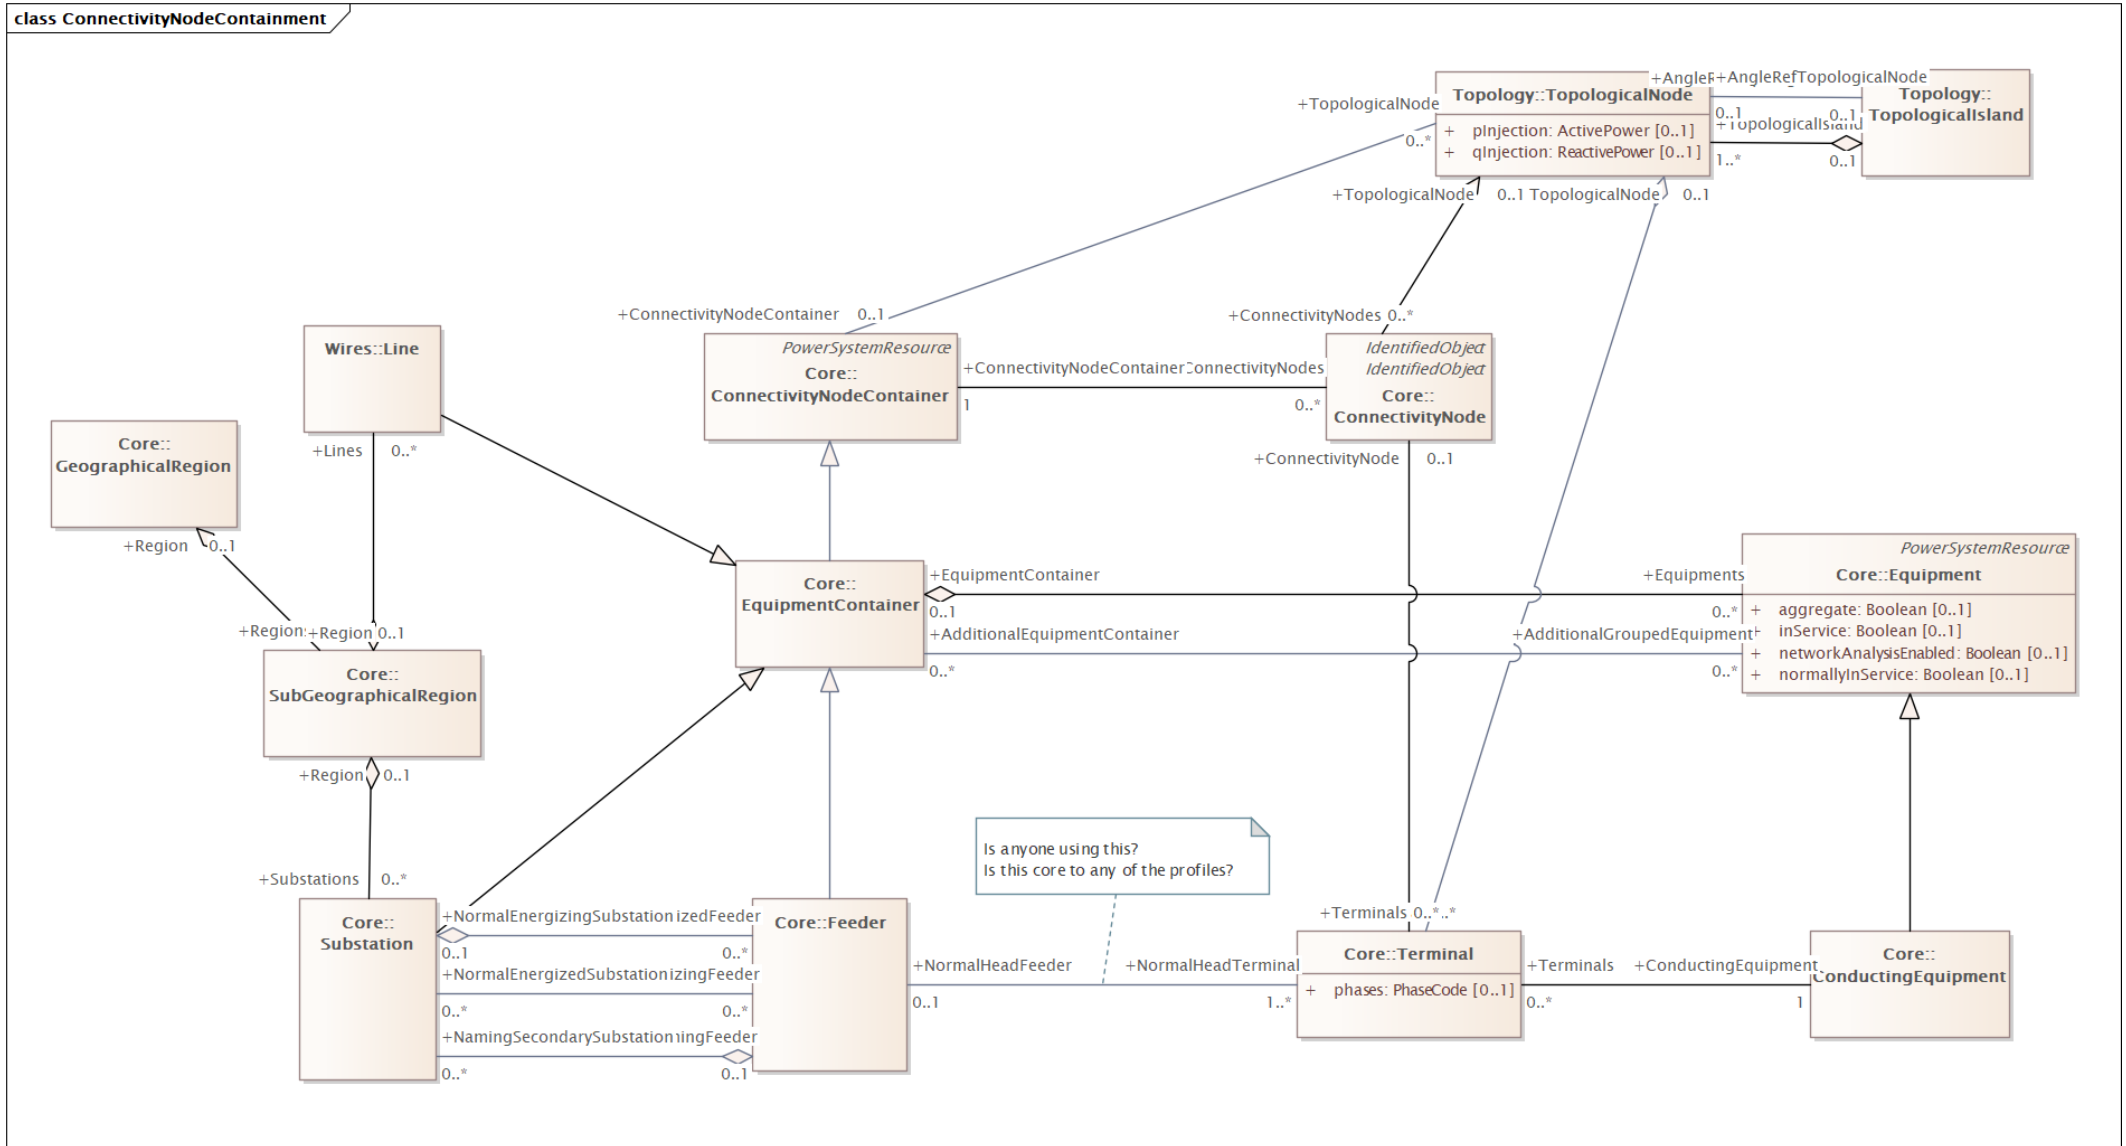 class ConnectivityNodeContainment
+AngleRefTopologicalNode
Topology::TopologicalNode
Topology::
TopologicalIsland
+TopologicalNode
0..*
+ pInjection: ActivePower [0..1]
+ qInjection: ReactivePower [0..1]
0..1
0..1
+TopologicalIsland
1..*
0..1
+TopologicalNode
0..1
TopologicalNode
0..1
+ConnectivityNodeContainer
0..1
+ConnectivityNodes
0..*
Wires::Line
PowerSystemResource
Core::
ConnectivityNodeContainer
+ConnectivityNodeContainer
ConnectivityNodes
1
0..*
IdentifiedObject
IdentifiedObject
Core::
ConnectivityNode
+Lines
0..*
+ConnectivityNode
0..1
Core::
GeographicalRegion
+Region
0..1
Core::
EquipmentContainer
+EquipmentContainer
0..1
+Equipments
0..*
PowerSystemResource
Core::Equipment
+ aggregate: Boolean [0..1]
+ inService: Boolean [0..1]
+ networkAnalysisEnabled: Boolean [0..1]
+ normallyInService: Boolean [0..1]
+AdditionalEquipmentContainer
0..*
+AdditionalGroupedEquipment
0..*
+Region
0..1
Core::
SubGeographicalRegion
+Region
0..1
+Substations
0..*
Is anyone using this?
Is this core to any of the profiles?
Core::
Substation
+NormalEnergizingSubstation
izedFeeder
0..1
0..*
+NormalEnergizedSubstation
izingFeeder
0..*
0..*
+NamingSecondarySubstation
ingFeeder
0..*
0..1
Core::Feeder
+NormalHeadFeeder
0..1
+NormalHeadTerminal
1..*
+Terminals
0..*
Core::Terminal
+ phases: PhaseCode [0..1]
+Terminals
0..*
+ConductingEquipment
1
Core::
ConductingEquipment